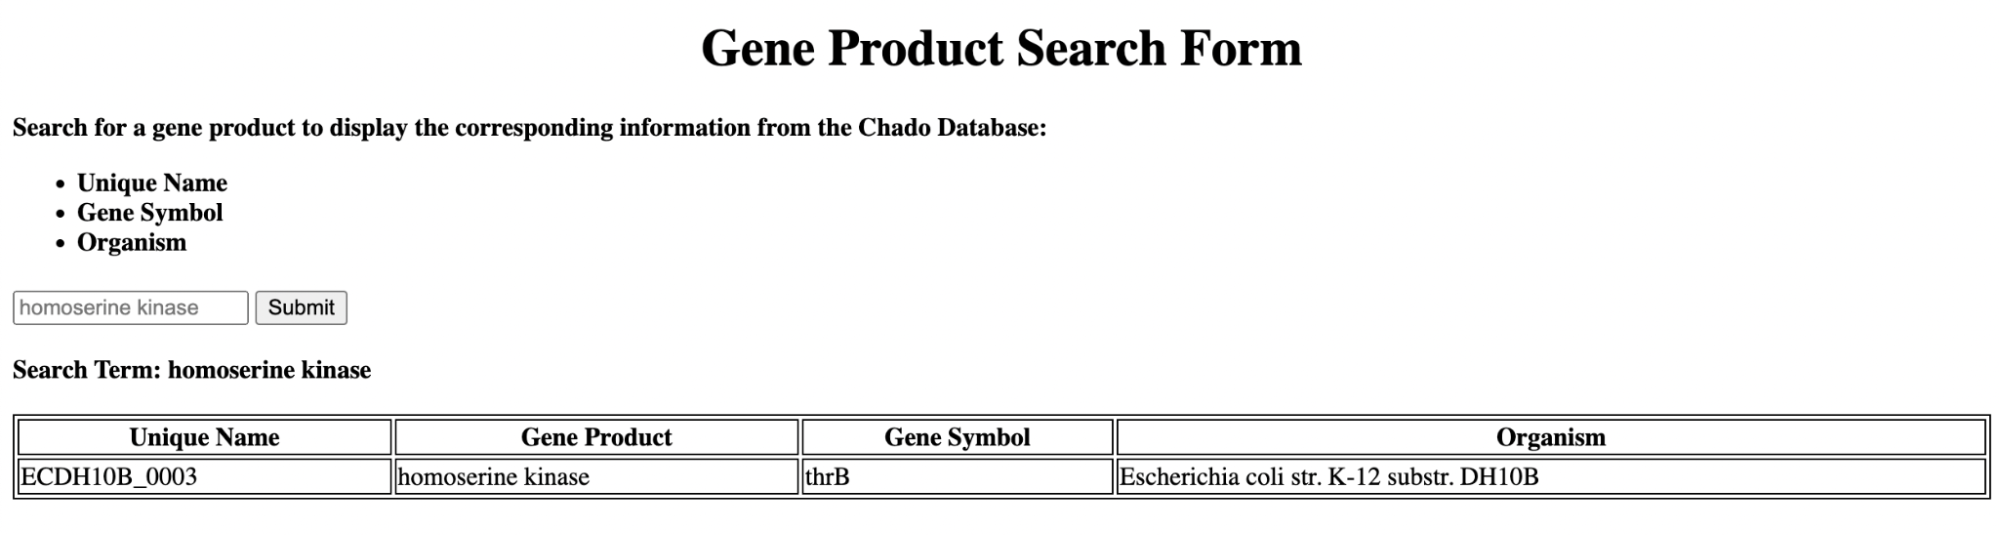 Gene Product Search Form
Search for a gene product to display the corresponding information from the Chado Database:
• Unique Name
• Gene Symbol
• Organism
homoserine kinase Submit
Search Term: homoserine kinase
Unique Name Gene Product Gene Symbol Organism
ECDH10B_0003 homoserine kinase thrB Escherichia coli str. K-12 substr. DH10B